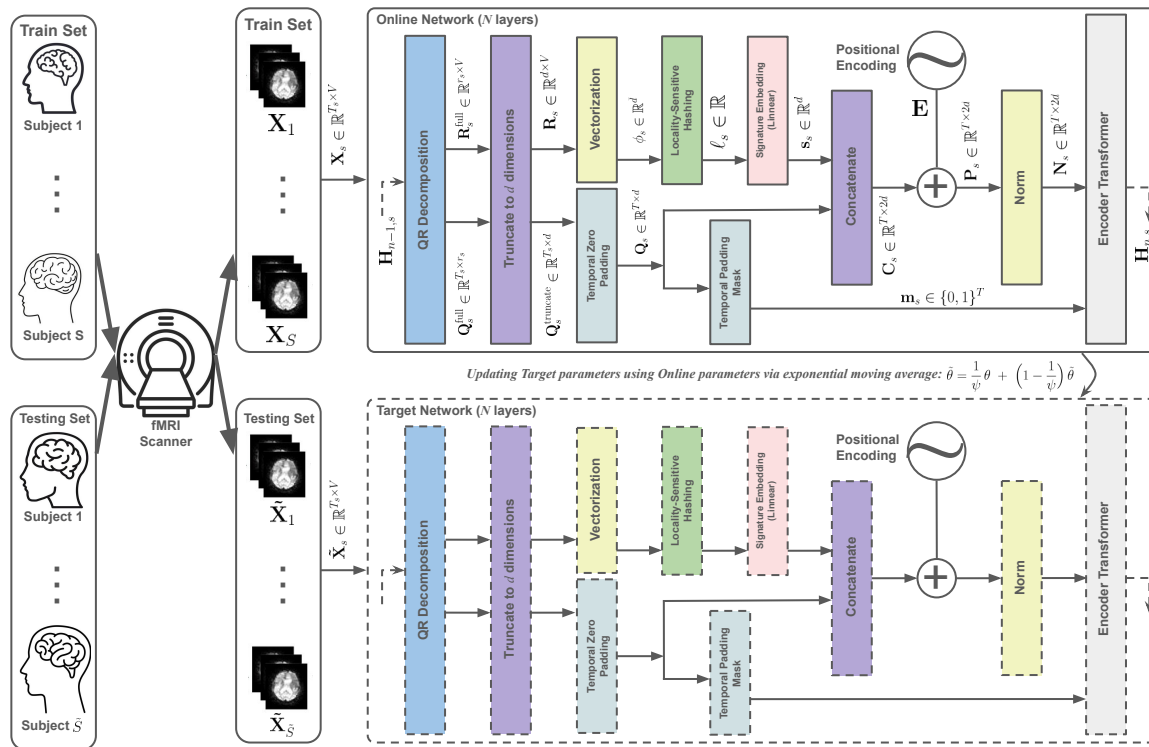 Train Set
Subject 1
Subject S
Testing Set
Subject 1
Subject S̃
fMRI
Scanner
Train Set
X₁
X_S
Testing Set
X̃₁
X̃_S̃
X_s ∈ ℝ^{T_s×V}
X̃_s ∈ ℝ^{T_s×V}
Online Network (N layers)
H_{n−1,s}
QR Decomposition
R_s^{full} ∈ ℝ^{r_s×V}
Q_s^{full} ∈ ℝ^{T_s×r_s}
Truncate to d dimensions
R_s ∈ ℝ^{d×V}
Q_s^{truncate} ∈ ℝ^{T_s×d}
Vectorization
ϕ_s ∈ ℝ^d
Temporal Zero
Padding
Q_s ∈ ℝ^{T×d}
Locality-Sensitive
Hashing
ℓ_s ∈ ℝ
Signature Embedding
(Linear)
s_s ∈ ℝ^d
Temporal Padding
Mask
m_s ∈ {0, 1}^T
Concatenate
C_s ∈ ℝ^{T×2d}
Positional
Encoding
E
+
P_s ∈ ℝ^{T×2d}
Norm
N_s ∈ ℝ^{T×2d}
Encoder Transformer
H_{n,s}
Updating Target parameters using Online parameters via exponential moving average: θ̃ = 1/ψ θ + (1 − 1/ψ) θ̃
Target Network (N layers)
QR Decomposition
Truncate to d dimensions
Vectorization
Temporal Zero
Padding
Locality-Sensitive
Hashing
Signature Embedding
(Linear)
Temporal Padding
Mask
Concatenate
Positional
Encoding
+
Norm
Encoder Transformer